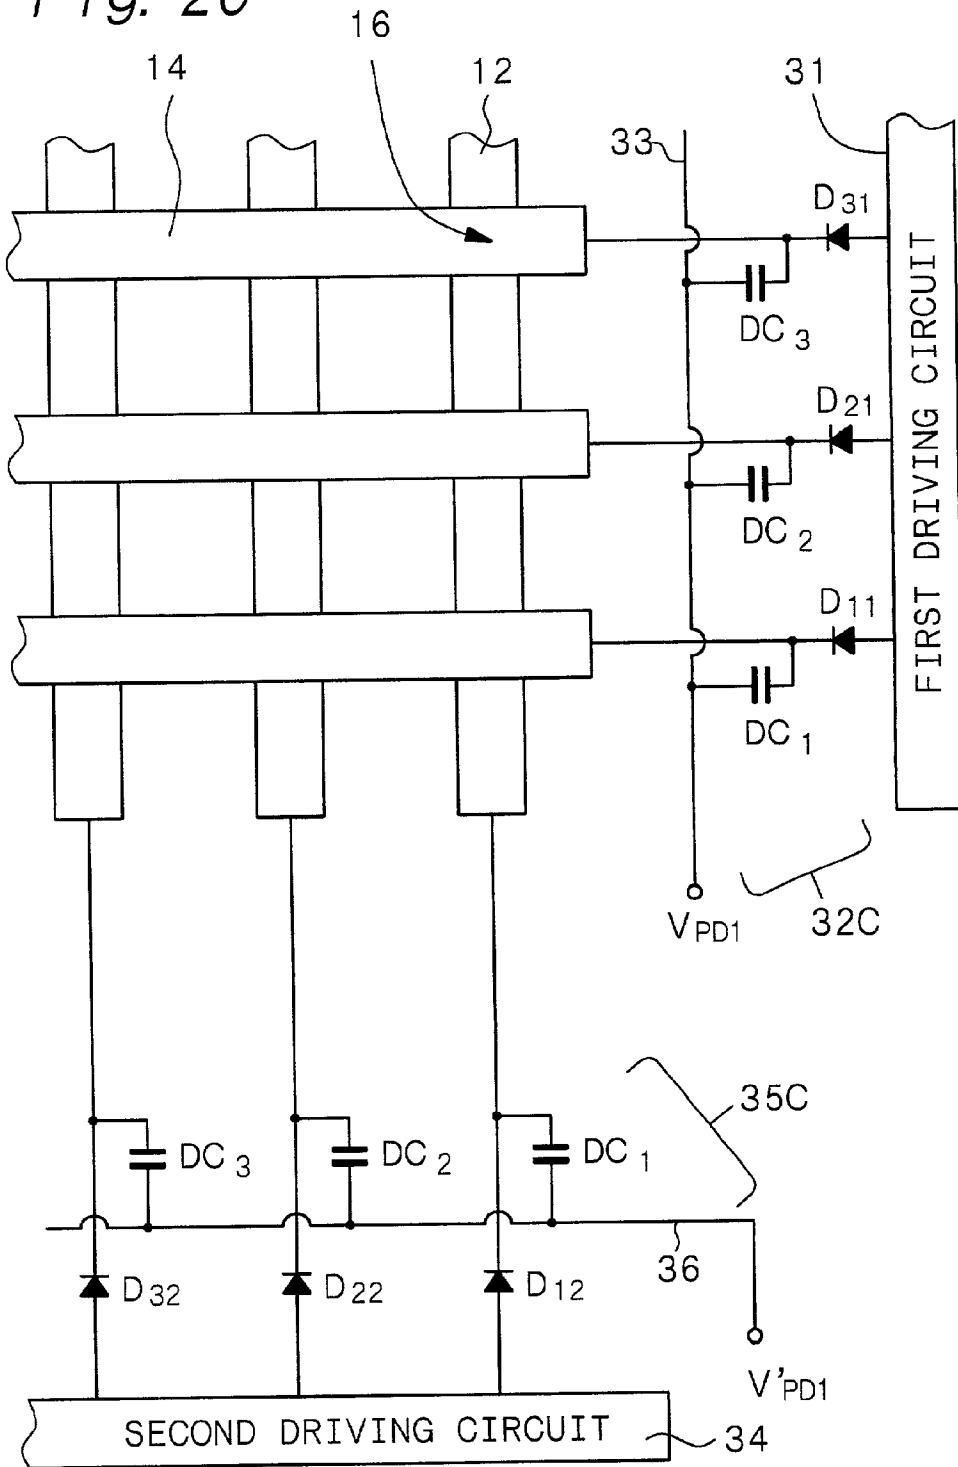 Fig. 20
16
14
12
31
33
D31
DC3
D21
DC2
D11
DC1
FIRST DRIVING CIRCUIT
VPD1
32C
35C
DC3
DC2
DC1
36
D32
D22
D12
V'PD1
SECOND DRIVING CIRCUIT
34